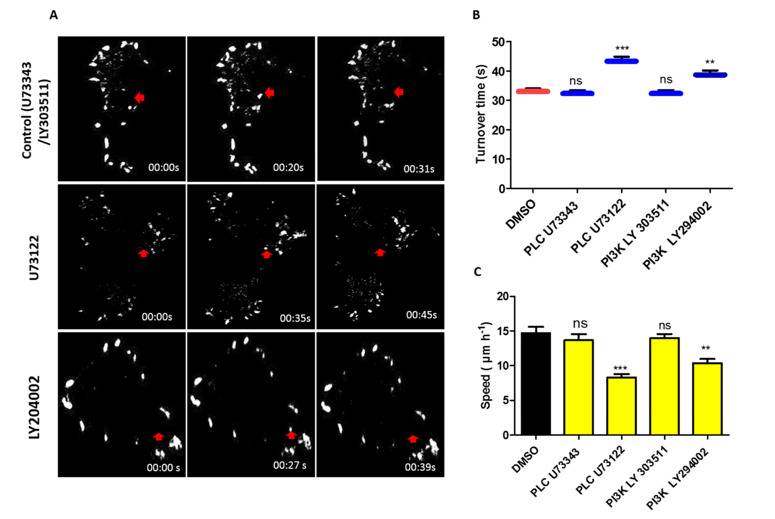 A
Control (U73343
/LY303511)
00:00s
00:20s
00:31s
U73122
00:00s
00:35s
00:45s
LY204002
00:00 s
00:27 s
00:39s
B
Turnover time (s)
50
40
30
20
10
0
ns
***
ns
**
DMSO
PLC U73343
PLC U73122
PI3K LY 303511
PI3K LY294002
C
Speed ( µm h-1)
20
15
10
5
0
ns
***
ns
**
DMSO
PLC U73343
PLC U73122
PI3K LY 303511
PI3K LY294002